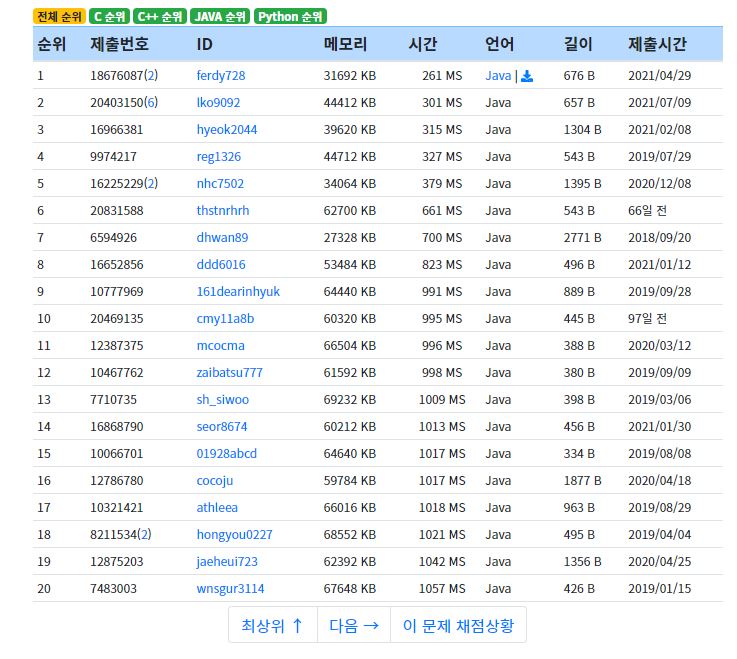 전체 순위 C 순위 C++ 순위 JAVA 순위 Python 순위
순위 제출번호 ID 메모리 시간 언어 길이 제출시간
1 18676087(2) ferdy728 31692 KB 261 MS Java | 676 B 2021/04/29
2 20403150(6) lko9092 44412 KB 301 MS Java 657 B 2021/07/09
3 16966381 hyeok2044 39620 KB 315 MS Java 1304 B 2021/02/08
4 9974217 reg1326 44712 KB 327 MS Java 543 B 2019/07/29
5 16225229(2) nhc7502 34064 KB 379 MS Java 1395 B 2020/12/08
6 20831588 thstnrhrh 62700 KB 661 MS Java 543 B 66일 전
7 6594926 dhwan89 27328 KB 700 MS Java 2771 B 2018/09/20
8 16652856 ddd6016 53484 KB 823 MS Java 496 B 2021/01/12
9 10777969 161dearinhyuk 64440 KB 991 MS Java 889 B 2019/09/28
10 20469135 cmy11a8b 60320 KB 995 MS Java 445 B 97일 전
11 12387375 mcocma 66504 KB 996 MS Java 388 B 2020/03/12
12 10467762 zaibatsu777 61592 KB 998 MS Java 380 B 2019/09/09
13 7710735 sh_siwoo 69232 KB 1009 MS Java 398 B 2019/03/06
14 16868790 seor8674 60212 KB 1013 MS Java 456 B 2021/01/30
15 10066701 01928abcd 64640 KB 1017 MS Java 334 B 2019/08/08
16 12786780 cocoju 59784 KB 1017 MS Java 1877 B 2020/04/18
17 10321421 athleea 66016 KB 1018 MS Java 963 B 2019/08/29
18 8211534(2) hongyou0227 68552 KB 1021 MS Java 495 B 2019/04/04
19 12875203 jaeheui723 62392 KB 1042 MS Java 1356 B 2020/04/25
20 7483003 wnsgur3114 67648 KB 1057 MS Java 426 B 2019/01/15
최상위 ↑ 다음 → 이 문제 채점상황